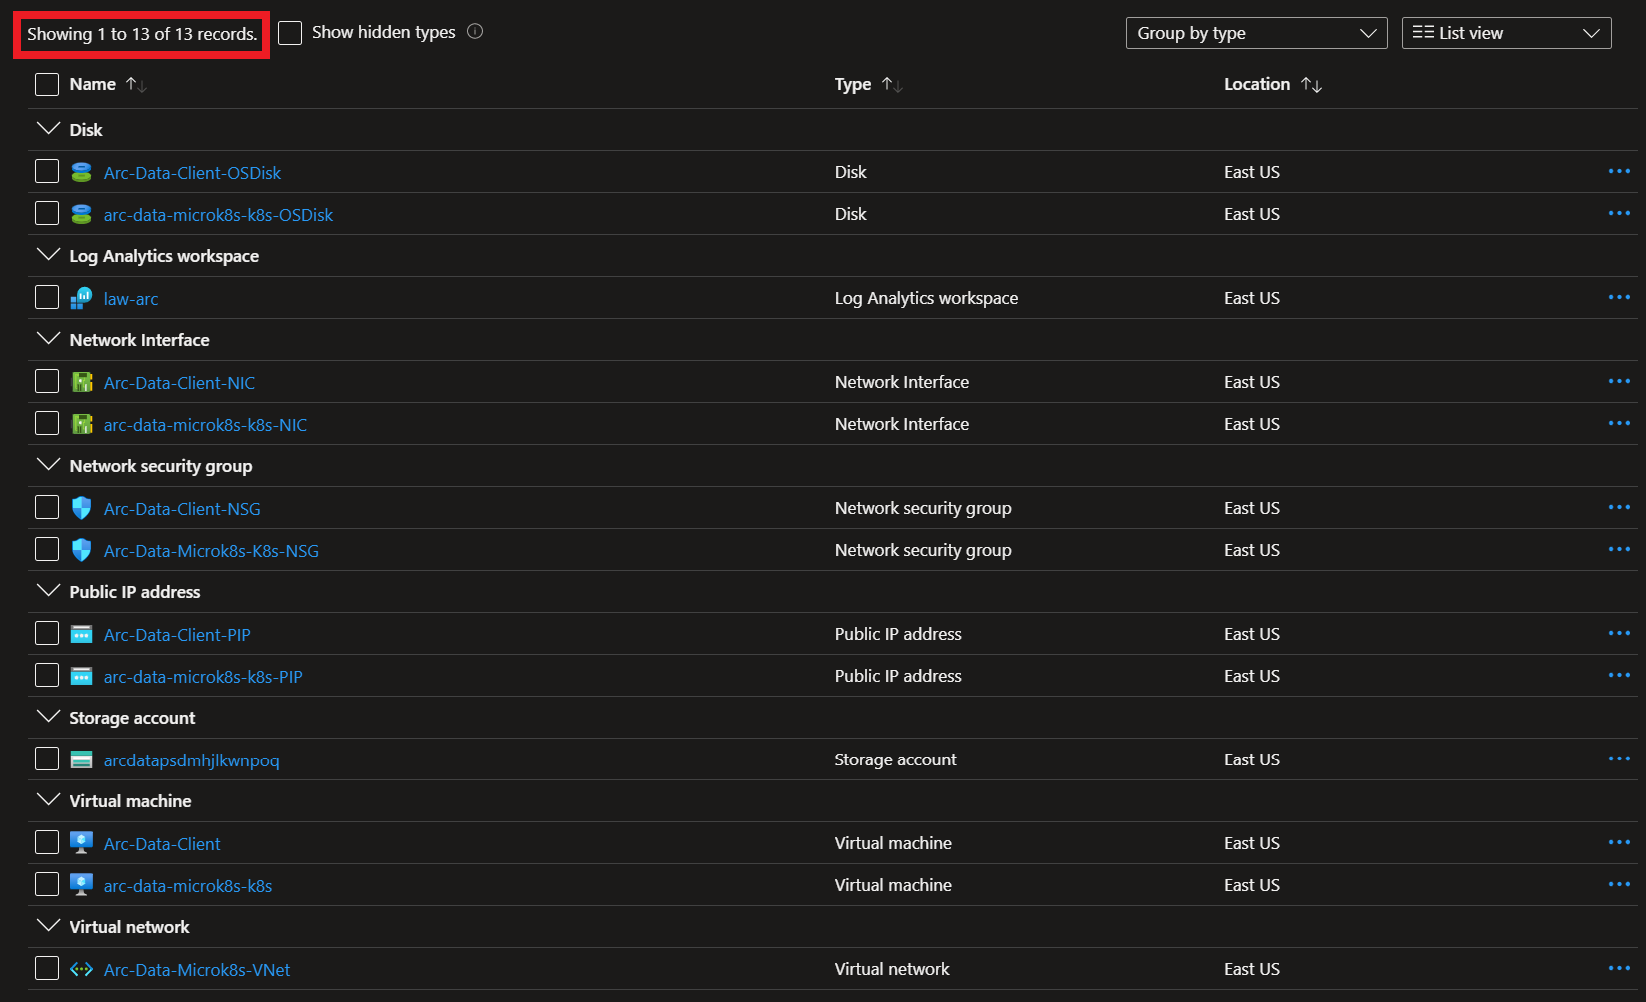 Showing 1 to 13 of 13 records. Show hidden types Group by type List view
Name Type Location
Disk
Arc-Data-Client-OSDisk Disk East US
arc-data-microk8s-k8s-OSDisk Disk East US
Log Analytics workspace
law-arc Log Analytics workspace East US
Network Interface
Arc-Data-Client-NIC Network Interface East US
arc-data-microk8s-k8s-NIC Network Interface East US
Network security group
Arc-Data-Client-NSG Network security group East US
Arc-Data-Microk8s-K8s-NSG Network security group East US
Public IP address
Arc-Data-Client-PIP Public IP address East US
arc-data-microk8s-k8s-PIP Public IP address East US
Storage account
arcdatapsdmhjlkwnpoq Storage account East US
Virtual machine
Arc-Data-Client Virtual machine East US
arc-data-microk8s-k8s Virtual machine East US
Virtual network
Arc-Data-Microk8s-VNet Virtual network East US